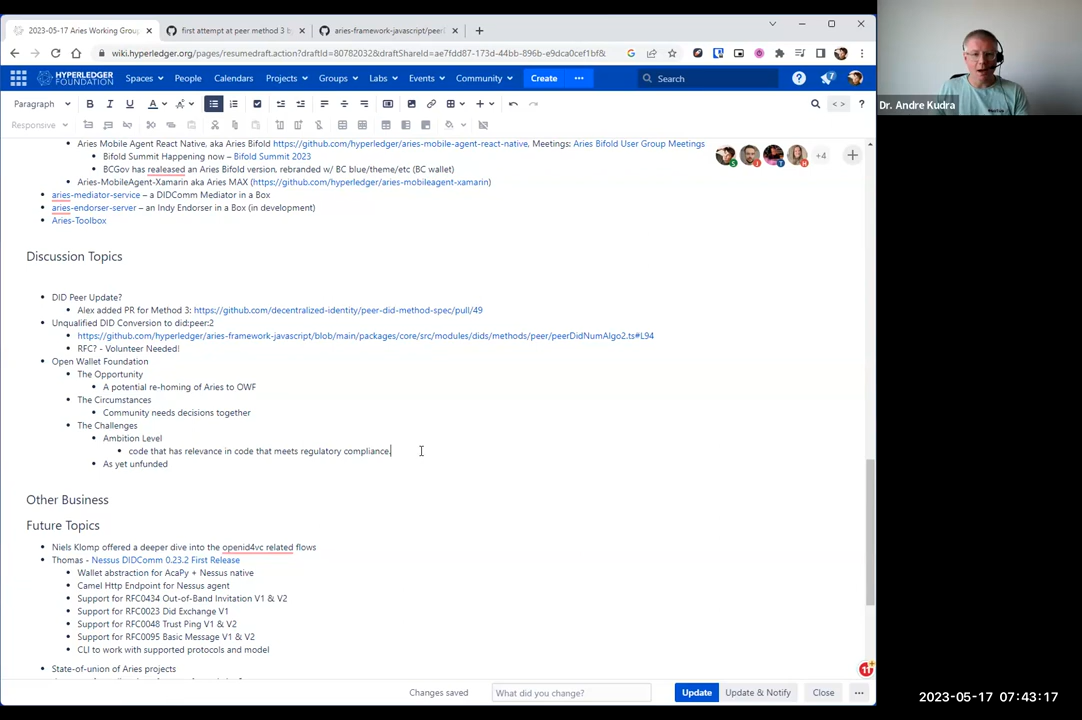 2023-05-17 Aries Working Group
first attempt at peer method 3 b
aries-framework-javascript/peer
wiki.hyperledger.org/pages/resumedraft.action?draftId=80782032&draftShareId=ae7fdd87-173d-44bb-896b-e9dca0cef1bf&
HYPERLEDGER FOUNDATION Spaces People Calendars Projects Groups Labs Events Community Create Search
Paragraph B I U A
Responsive
Aries Mobile Agent React Native, aka Aries Bifold https://github.com/hyperledger/aries-mobile-agent-react-native, Meetings: Aries Bifold User Group Meetings
Bifold Summit Happening now – Bifold Summit 2023
BCGov has realeased an Aries Bifold version, rebranded w/ BC blue/theme/etc (BC wallet)
Aries-MobileAgent-Xamarin aka Aries MAX (https://github.com/hyperledger/aries-mobileagent-xamarin)
aries-mediator-service – a DIDComm Mediator in a Box
aries-endorser-server – an Indy Endorser in a Box (in development)
Aries-Toolbox
+4
Discussion Topics
DID Peer Update?
Alex added PR for Method 3: https://github.com/decentralized-identity/peer-did-method-spec/pull/49
Unqualified DID Conversion to did:peer:2
https://github.com/hyperledger/aries-framework-javascript/blob/main/packages/core/src/modules/dids/methods/peer/peerDidNumAlgo2.ts#L94
RFC? - Volunteer Needed!
Open Wallet Foundation
The Opportunity
A potential re-homing of Aries to OWF
The Circumstances
Community needs decisions together
The Challenges
Ambition Level
code that has relevance in code that meets regulatory compliance.
As yet unfunded
Other Business
Future Topics
Niels Klomp offered a deeper dive into the openid4vc related flows
Thomas - Nessus DIDComm 0.23.2 First Release
Wallet abstraction for AcaPy + Nessus native
Camel Http Endpoint for Nessus agent
Support for RFC0434 Out-of-Band Invitation V1 & V2
Support for RFC0023 Did Exchange V1
Support for RFC0048 Trust Ping V1 & V2
Support for RFC0095 Basic Message V1 & V2
CLI to work with supported protocols and model
State-of-union of Aries projects
Changes saved
What did you change?
Update
Update & Notify
Close
Dr. Andre Kudra
2023-05-17 07:43:17